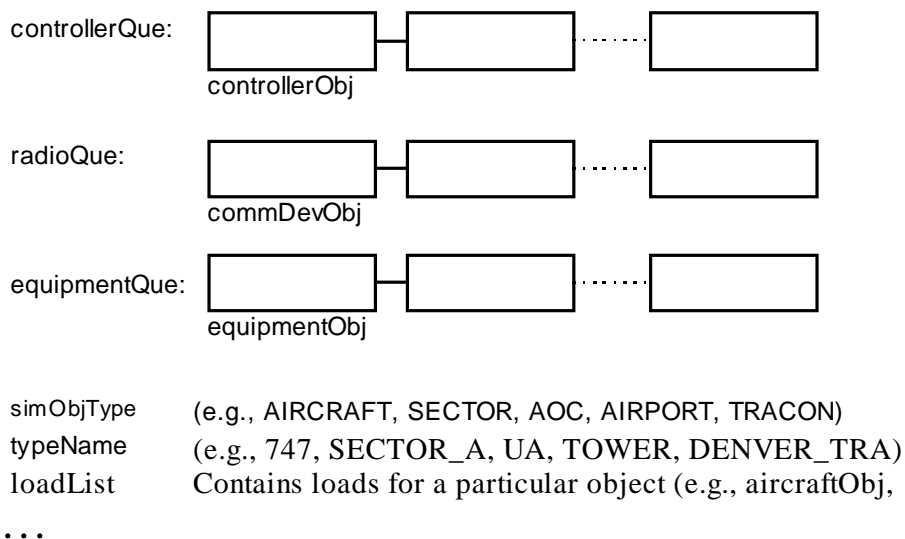 controllerQue:
controllerObj
radioQue:
commDevObj
equipmentQue:
equipmentObj
simObjType (e.g., AIRCRAFT, SECTOR, AOC, AIRPORT, TRACON)
typeName (e.g., 747, SECTOR_A, UA, TOWER, DENVER_TRA)
loadList Contains loads for a particular object (e.g., aircraftObj,
...